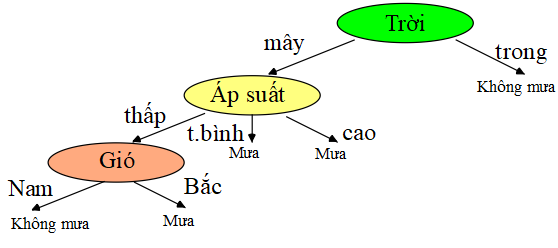 Trời
mây
trong
Không mưa
Áp suất
thấp
t.bình
cao
Mưa
Mưa
Gió
Nam
Bắc
Không mưa
Mưa